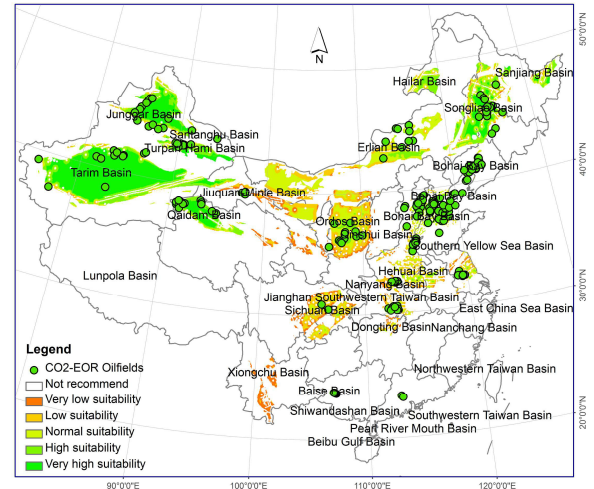 50°0'0"N
N
Sanjiang Basin
Hailar Basin
Songliao Basin
Junggar Basin
Santanghu Basin
Turpan-Hami Basin
Erlian Basin
40°0'0"N
Bohai Bay Basin
Tarim Basin
Jiuquan Minle Basin
Bohai Bay Basin
Qaidam Basin
Bohai Bay Basin
Ordos Basin
Qinshui Basin
Southern Yellow Sea Basin
Lunpola Basin
Hehuai Basin
30°0'0"N
Nanyang Basin
Jianghan Southwestern Taiwan Basin
Sichuan Basin
East China Sea Basin
Dongting Basin
Nanchang Basin
Legend
CO2-EOR Oilfields
Not recommend
Very low suitability
Low suitability
Normal suitability
High suitability
Very high suitability
Xiongchu Basin
Northwestern Taiwan Basin
Baise Basin
Shiwandashan Basin
Southwestern Taiwan Basin
Pearl River Mouth Basin
Beibu Gulf Basin
20°0'0"N
90°0'0"E
100°0'0"E
110°0'0"E
120°0'0"E